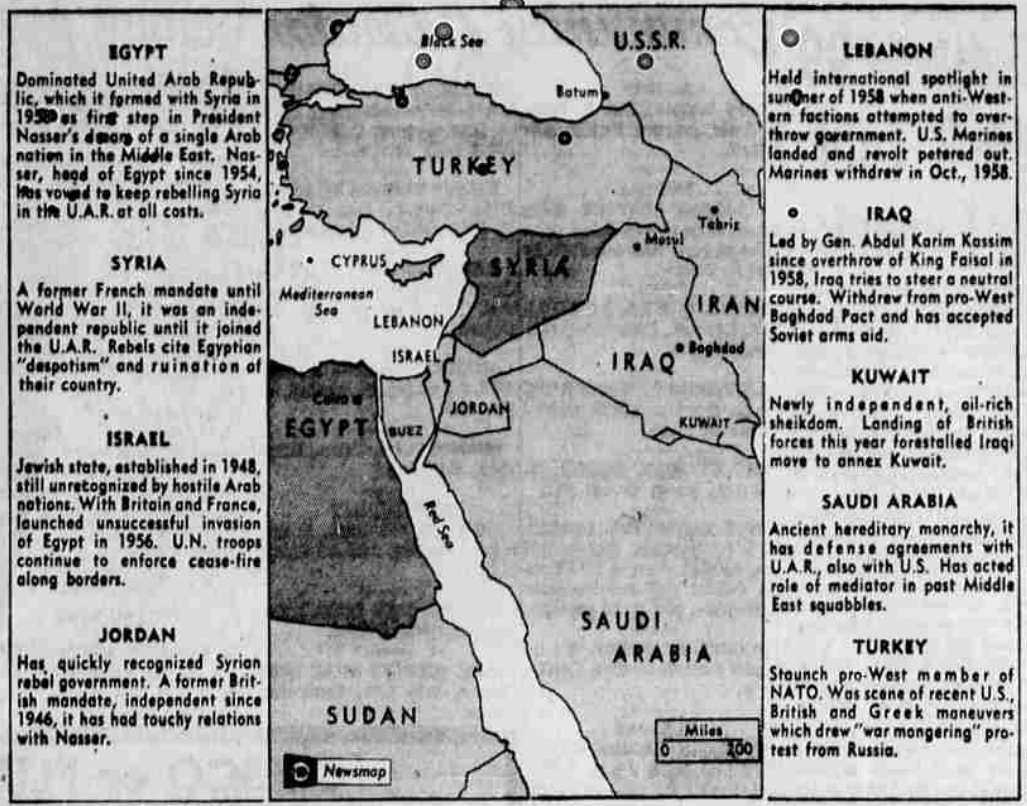 EGYPT
Dominated United Arab Repub-
lic, which it formed with Syria in
1958 as first step in President
Nasser's dream of a single Arab
nation in the Middle East. Nas-
ser, head of Egypt since 1954,
has vowed to keep rebelling Syria
in the U.A.R. at all costs.
SYRIA
A former French mandate until
World War II, it was an inde-
pendent republic until it joined
the U.A.R. Rebels cite Egyptian
"despotism" and ruination of
their country.
ISRAEL
Jewish state, established in 1948,
still unrecognized by hostile Arab
nations. With Britain and France,
launched unsuccessful invasion
of Egypt in 1956. U.N. troops
continue to enforce cease-fire
along borders.
JORDAN
Has quickly recognized Syrian
rebel government. A former Brit-
ish mandate, independent since
1946, it has had touchy relations
with Nasser.
Black Sea
U.S.S.R.
Batum
TURKEY
Tabriz
Mosul
CYPRUS
SYRIA
Mediterranean
Sea
IRAN
LEBANON
ISRAEL
IRAQ
Baghdad
Cairo
JORDAN
EGYPT
SUEZ
KUWAIT
Red Sea
SAUDI
ARABIA
SUDAN
Miles
0 200
Newsmap
LEBANON
Held international spotlight in
summer of 1958 when anti-West-
ern factions attempted to over-
throw government. U.S. Marines
landed and revolt petered out.
Marines withdrew in Oct., 1958.
IRAQ
Led by Gen. Abdul Karim Kassim
since overthrow of King Faisal in
1958, Iraq tries to steer a neutral
course. Withdrew from pro-West
Baghdad Pact and has accepted
Soviet arms aid.
KUWAIT
Newly independent, oil-rich
sheikdom. Landing of British
forces this year forestalled Iraqi
move to annex Kuwait.
SAUDI ARABIA
Ancient hereditary monarchy, it
has defense agreements with
U.A.R., also with U.S. Has acted
role of mediator in past Middle
East squabbles.
TURKEY
Staunch pro-West member of
NATO. Was scene of recent U.S.,
British and Greek maneuvers
which drew "war mongering" pro-
test from Russia.